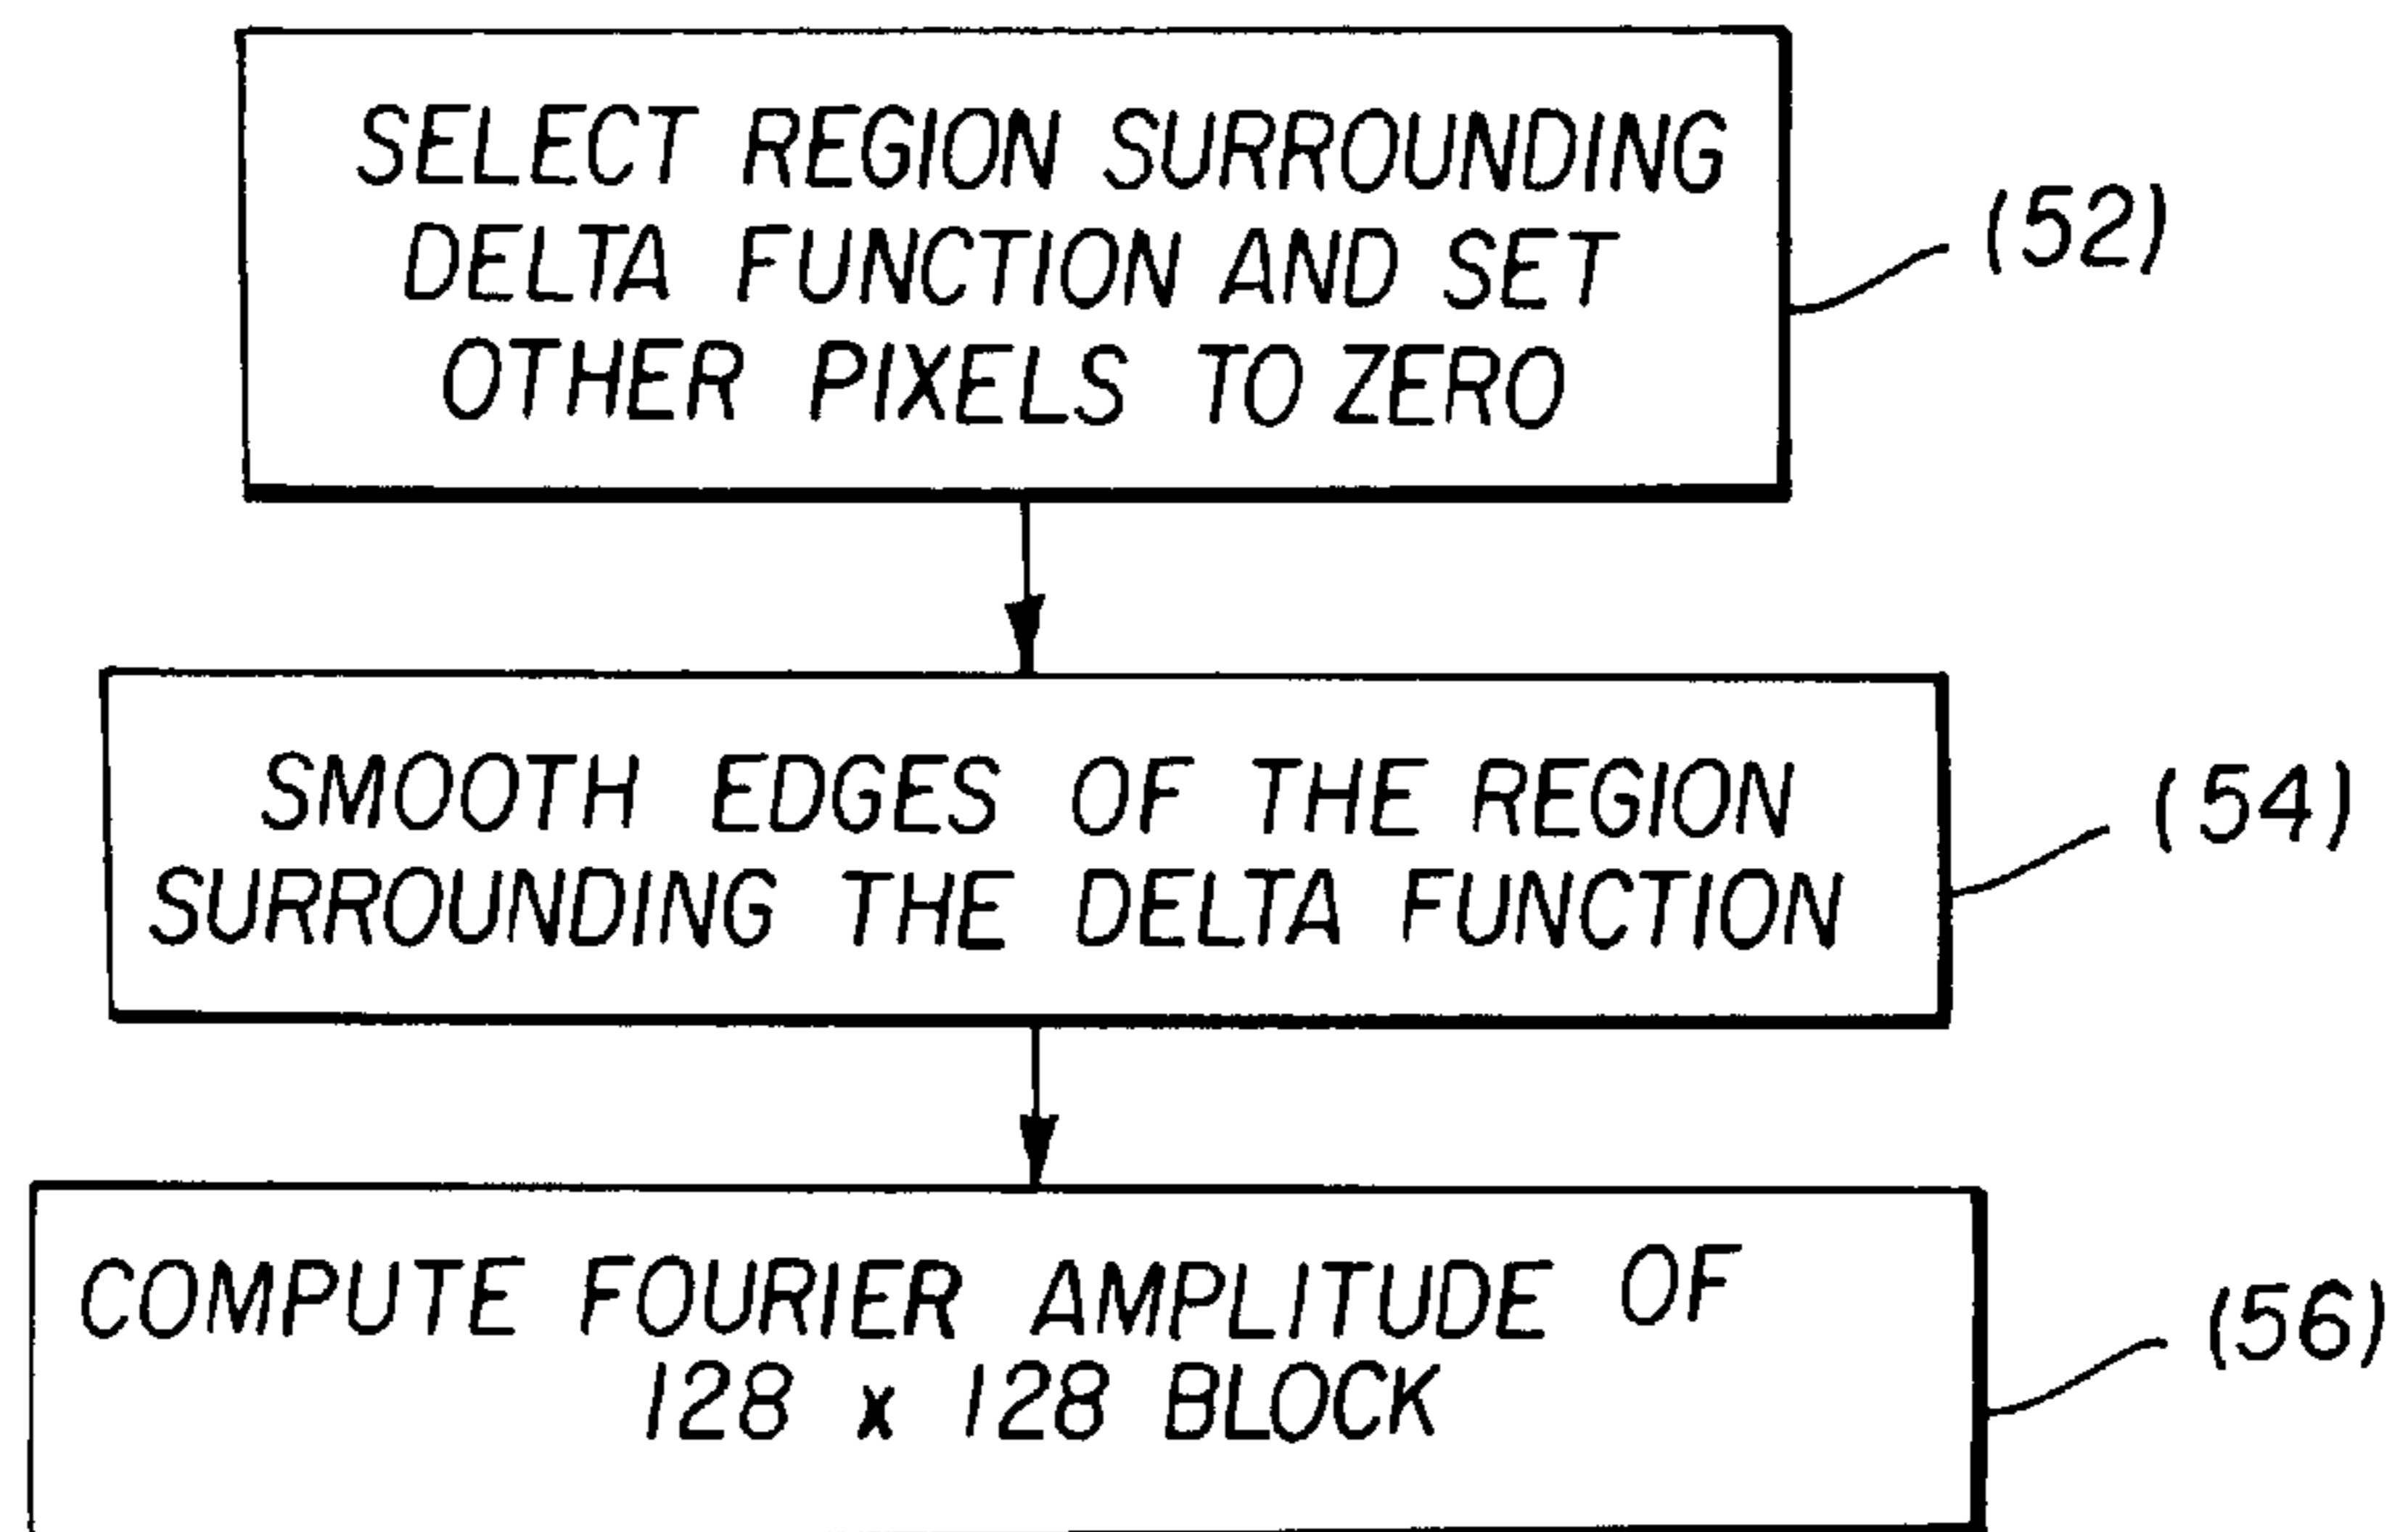 SELECT REGION SURROUNDING
DELTA FUNCTION AND SET
OTHER PIXELS TO ZERO
(52)
SMOOTH EDGES OF THE REGION
SURROUNDING THE DELTA FUNCTION
(54)
COMPUTE FOURIER AMPLITUDE OF
128 x 128 BLOCK
(56)